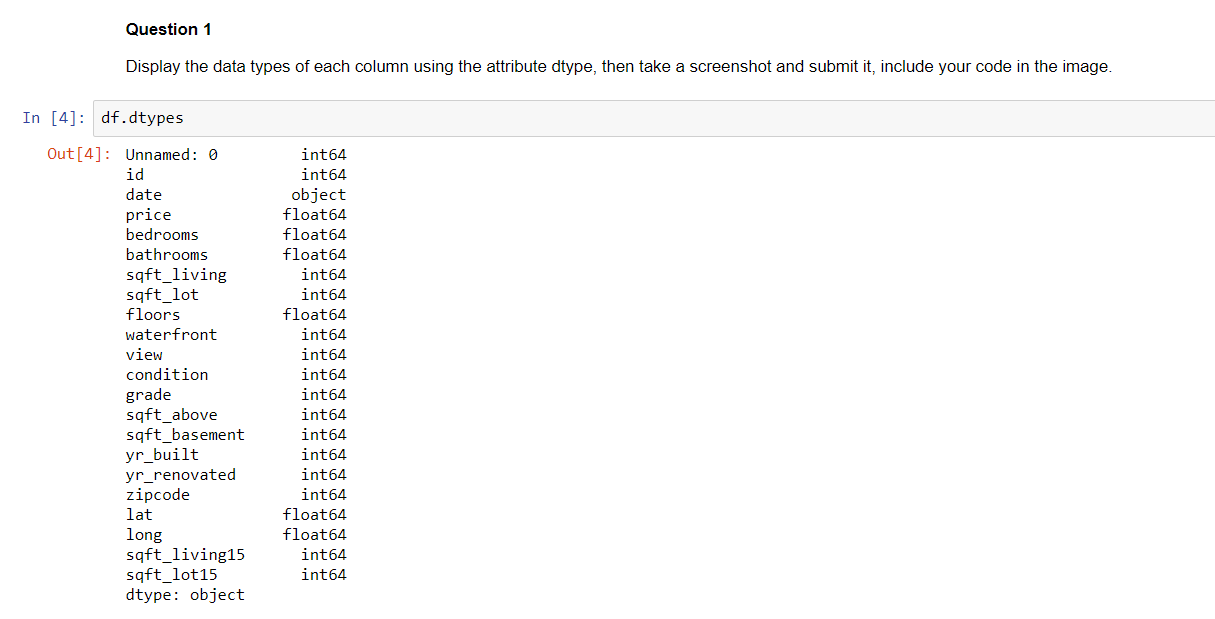 Question 1
Display the data types of each column using the attribute dtype, then take a screenshot and submit it, include your code in the image.
In [4]: df.dtypes
Out[4]: Unnamed: 0 int64
id int64
date object
price float64
bedrooms float64
bathrooms float64
sqft_living int64
sqft_lot int64
floors float64
waterfront int64
view int64
condition int64
grade int64
sqft_above int64
sqft_basement int64
yr_built int64
yr_renovated int64
zipcode int64
lat float64
long float64
sqft_living15 int64
sqft_lot15 int64
dtype: object